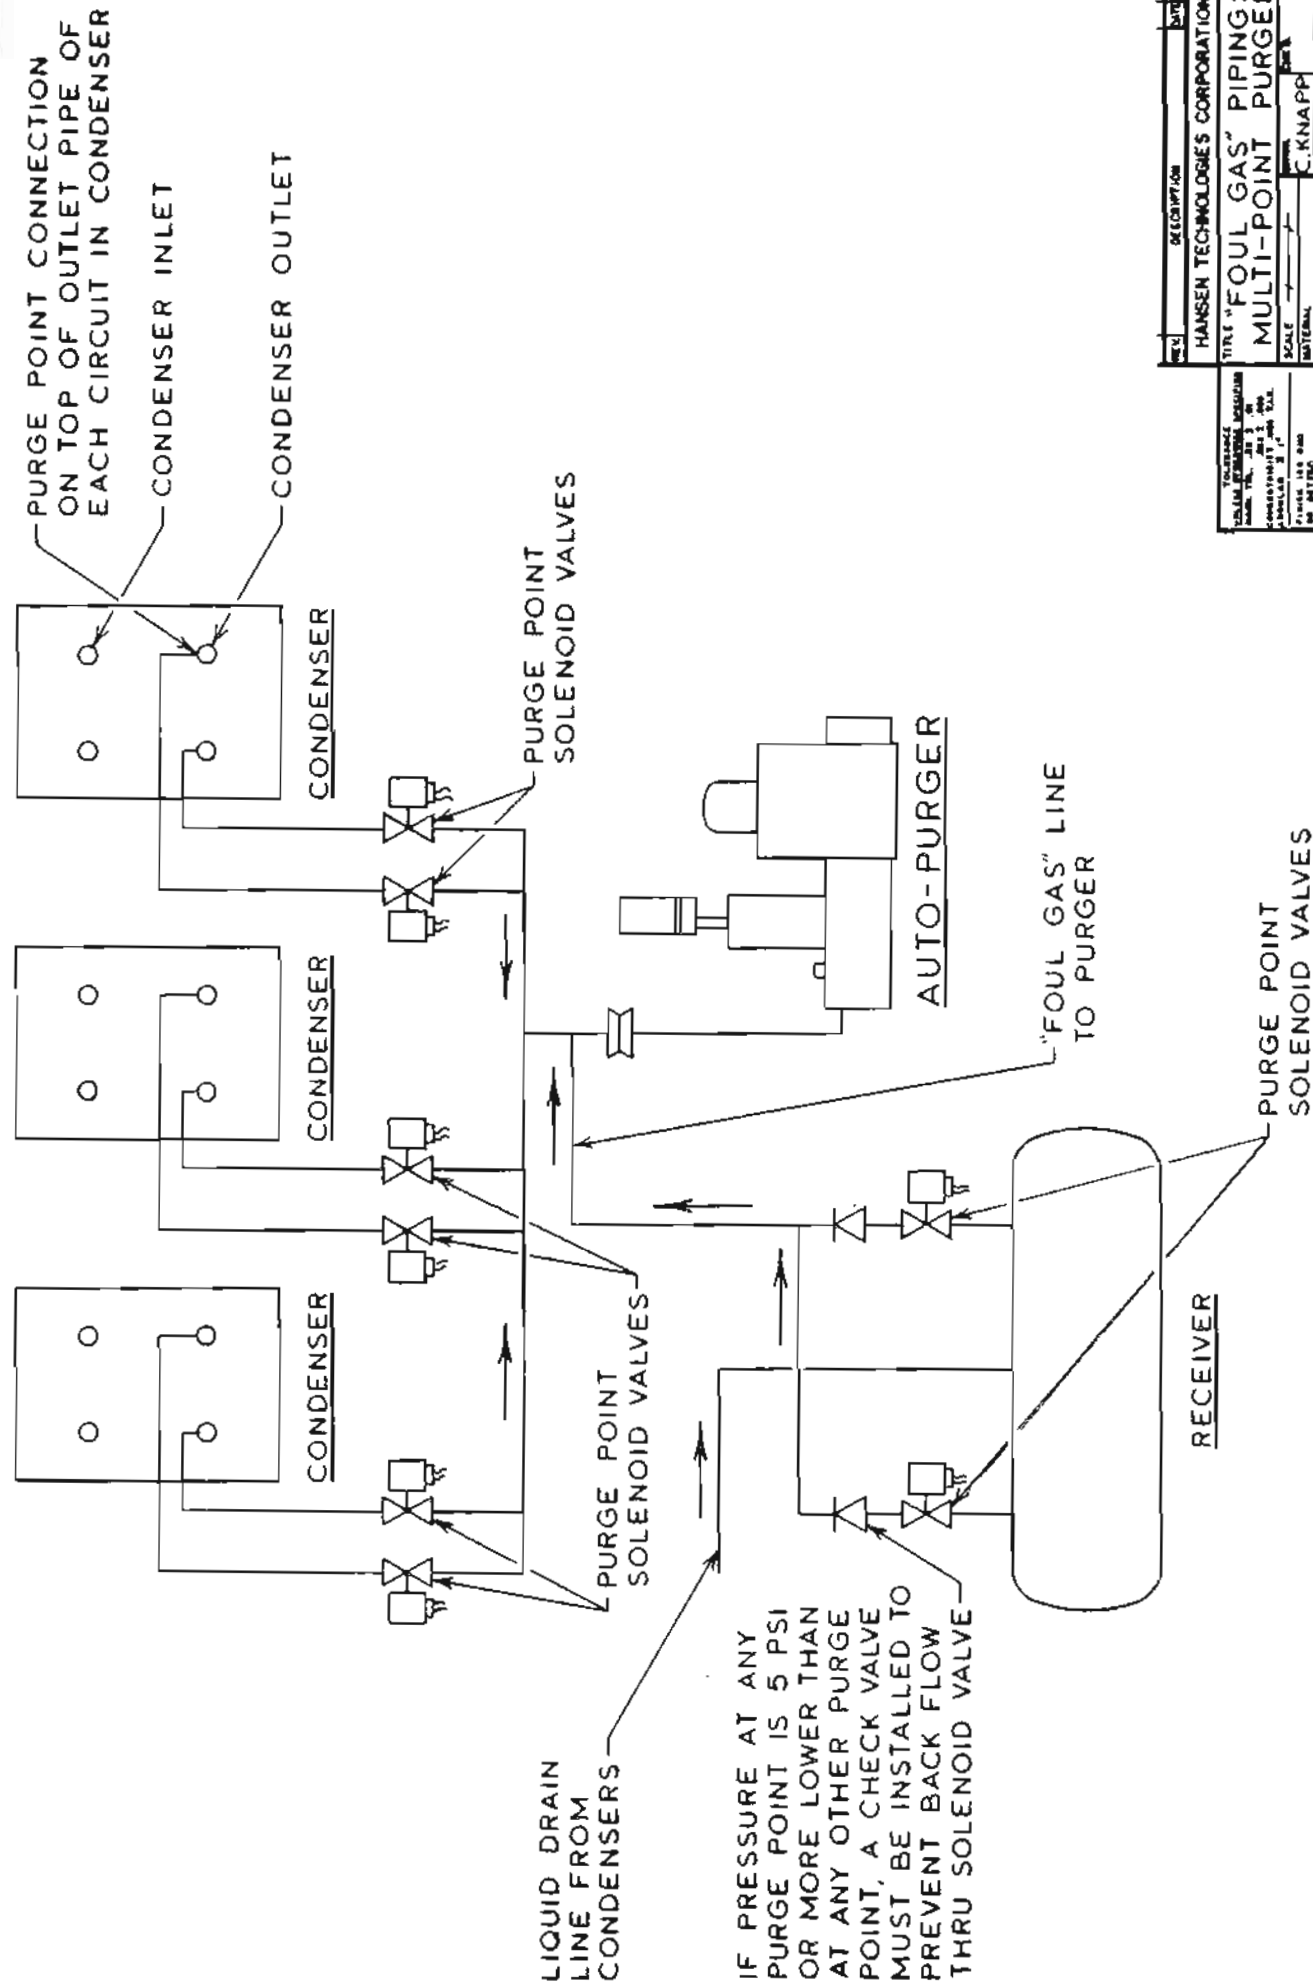 PURGE POINT CONNECTION
ON TOP OF OUTLET PIPE OF
EACH CIRCUIT IN CONDENSER
CONDENSER INLET
CONDENSER OUTLET
CONDENSER
CONDENSER
CONDENSER
PURGE POINT
SOLENOID VALVES
PURGE POINT
SOLENOID VALVES
LIQUID DRAIN
LINE FROM
CONDENSERS
AUTO-PURGER
"FOUL GAS" LINE
TO PURGER
IF PRESSURE AT ANY
PURGE POINT IS 5 PSI
OR MORE LOWER THAN
AT ANY OTHER PURGE
POINT, A CHECK VALVE
MUST BE INSTALLED TO
PREVENT BACK FLOW
THRU SOLENOID VALVE
RECEIVER
PURGE POINT
SOLENOID VALVES
REV. DESCRIPTION DATE
HANSEN TECHNOLOGIES CORPORATION
TITLE "FOUL GAS" PIPING:
MULTI-POINT PURGE
SCALE
MATERIAL C. KNAPP
TOLERANCE